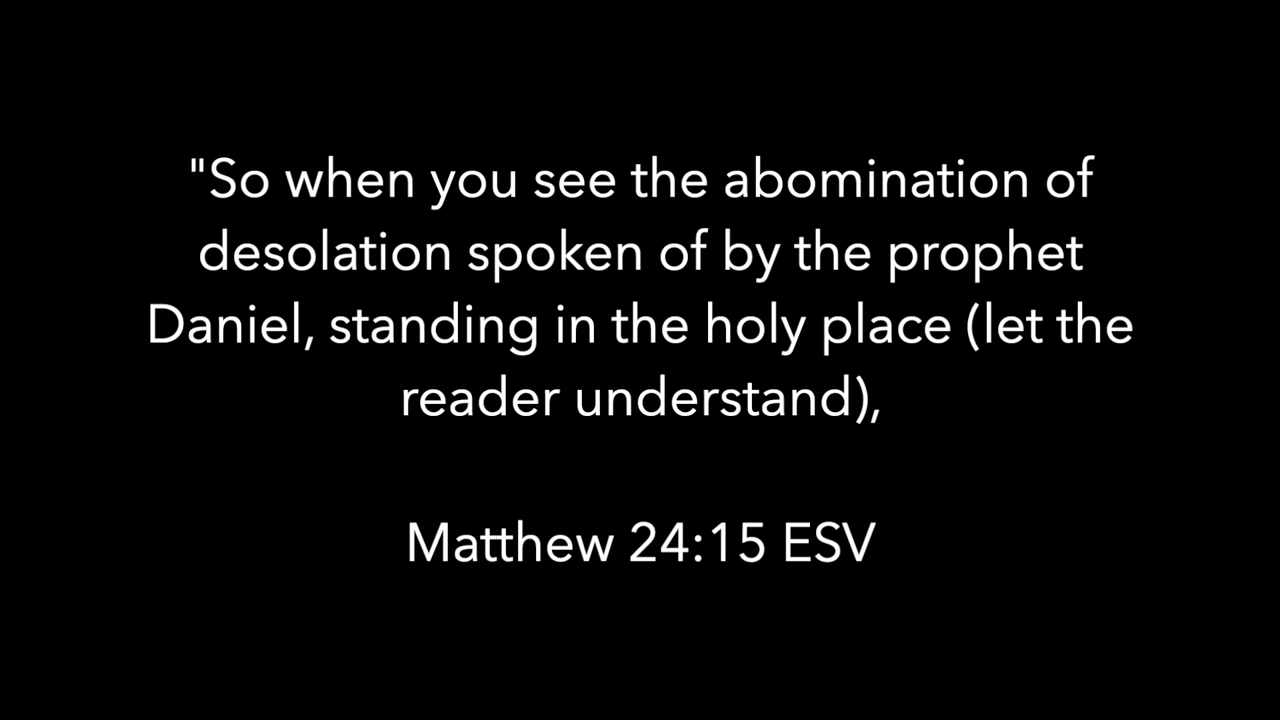 "So when you see the abomination of
desolation spoken of by the prophet
Daniel, standing in the holy place (let the
reader understand),
Matthew 24:15 ESV